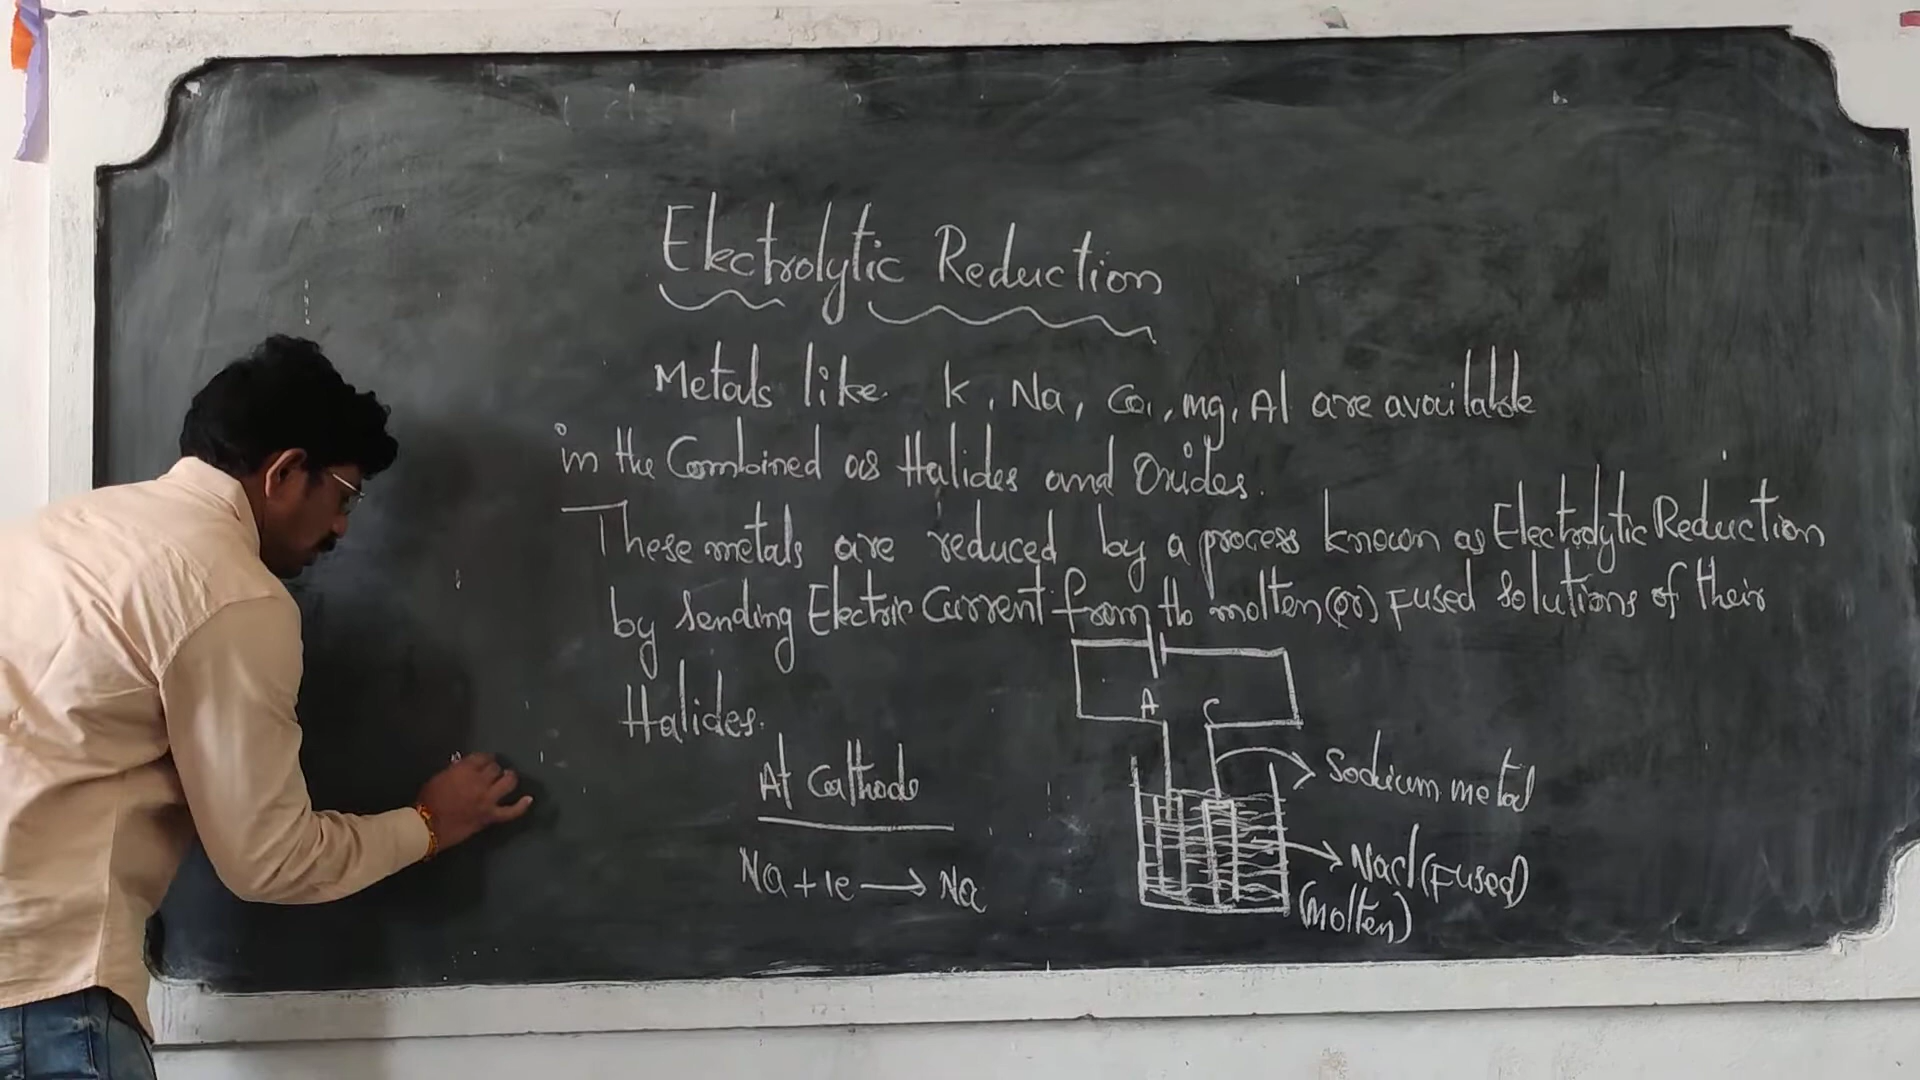 Electrolytic Reduction
Metals like K, Na, Ca, mg, Al are available
in the Combined as Halides and Oxides.
These metals are reduced by a process known as Electrolytic Reduction
by sending Electric Current from the molten (or) Fused solutions of their
Halides.
A C
At Cathode
Sodium metal
Na + 1e → Na
Nacl (Fused)
(molten)